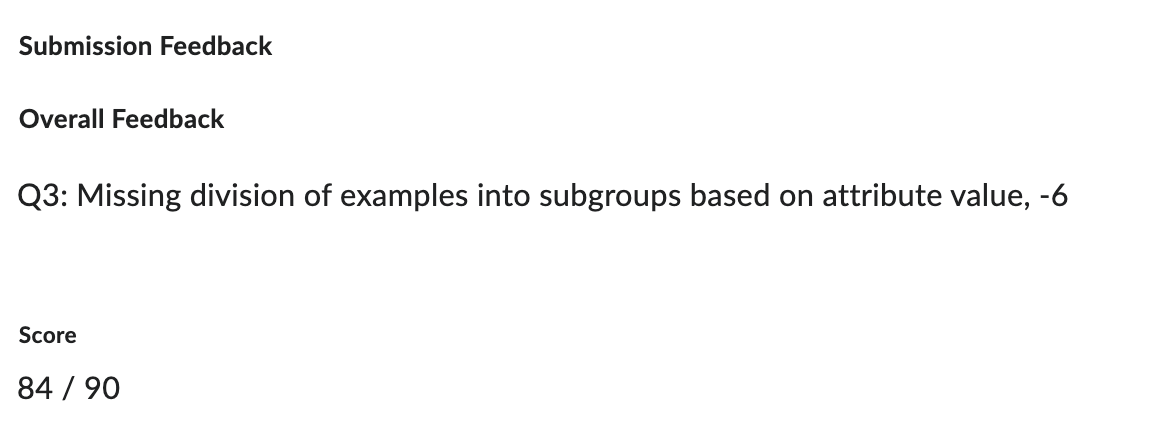 Submission Feedback
Overall Feedback
Q3: Missing division of examples into subgroups based on attribute value, -6
Score
84 / 90